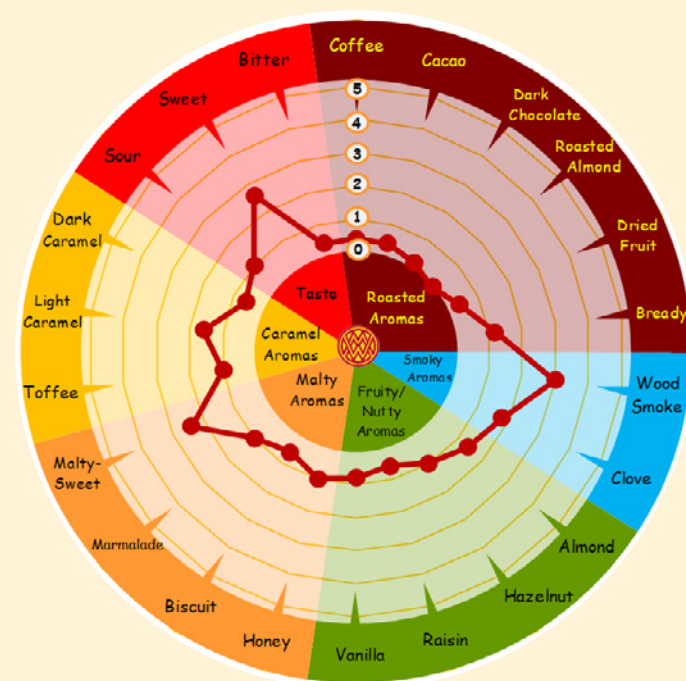 Coffee
Cacao
Dark
Chocolate
Roasted
Almond
Dried
Fruit
Bready
Wood
Smoke
Clove
Almond
Hazelnut
Raisin
Vanilla
Honey
Biscuit
Marmalade
Malty-
Sweet
Toffee
Light
Caramel
Dark
Caramel
Sour
Sweet
Bitter
5
4
3
2
1
0
Taste
Roasted
Aromas
Caramel
Aromas
Smoky
Aromas
Malty
Aromas
Fruity/
Nutty
Aromas